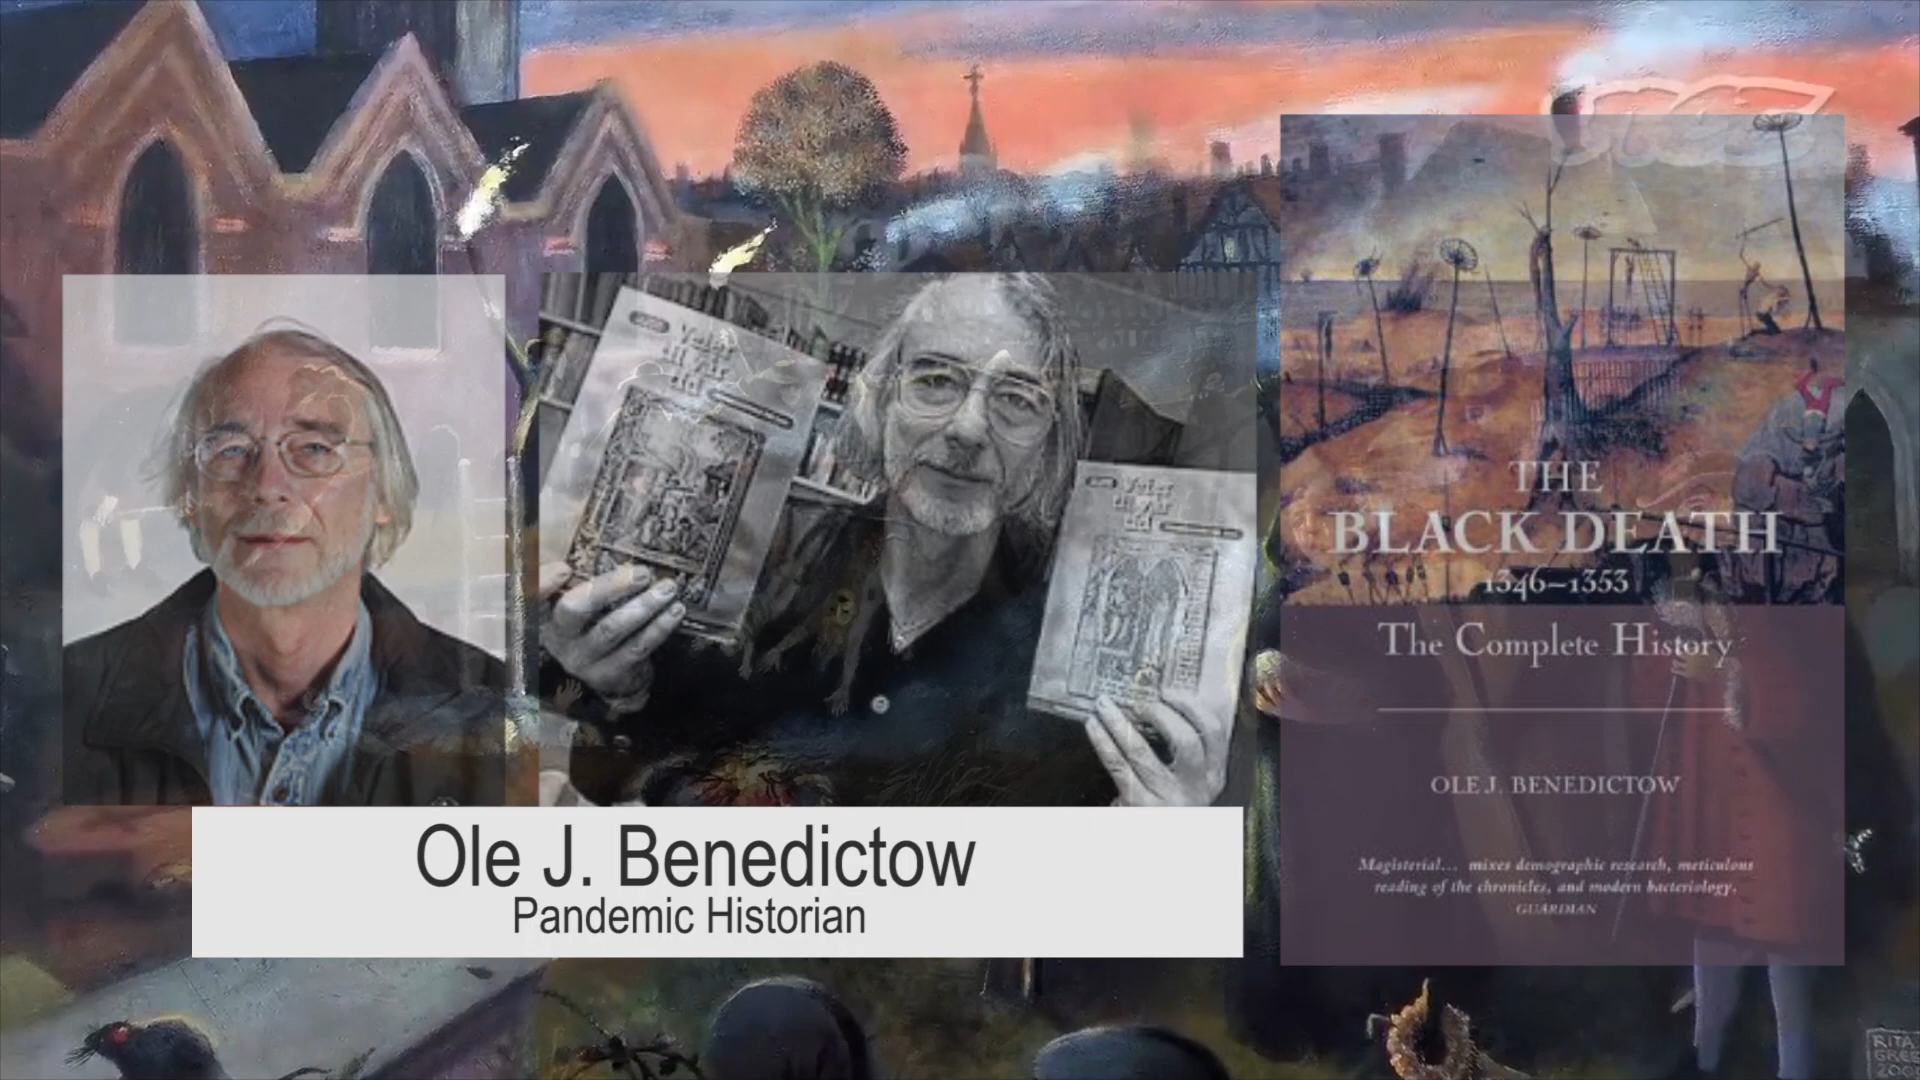 THE
BLACK DEATH
1346–1353
The Complete History
OLE J. BENEDICTOW
Magisterial... mixes demographic research, meticulous
reading of the chronicles, and modern bacteriology.
GUARDIAN
Ole J. Benedictow
Pandemic Historian
RITA